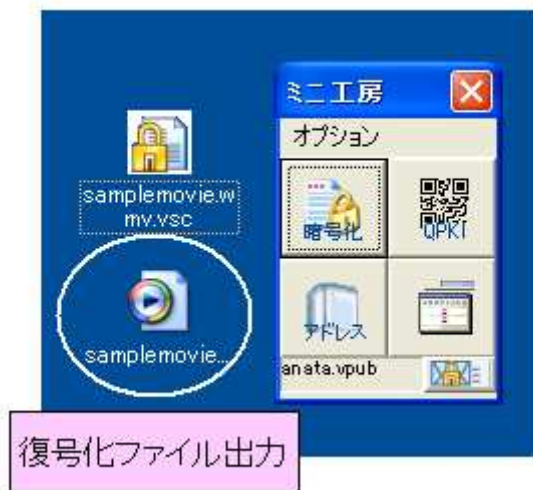 ミニ工房
オプション
samplemovie.w
mv.vsc
暗号化
QPKI
samplemovie...
アドレス
anata.vpub
復号化ファイル出力